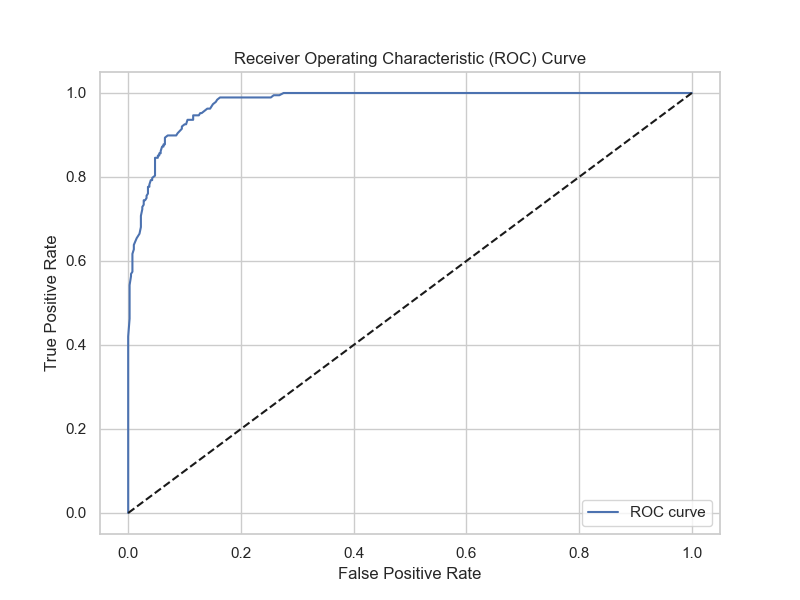 Receiver Operating Characteristic (ROC) Curve
True Positive Rate
1.0
0.8
0.6
0.4
0.2
0.0
ROC curve
0.0 0.2 0.4 0.6 0.8 1.0
False Positive Rate